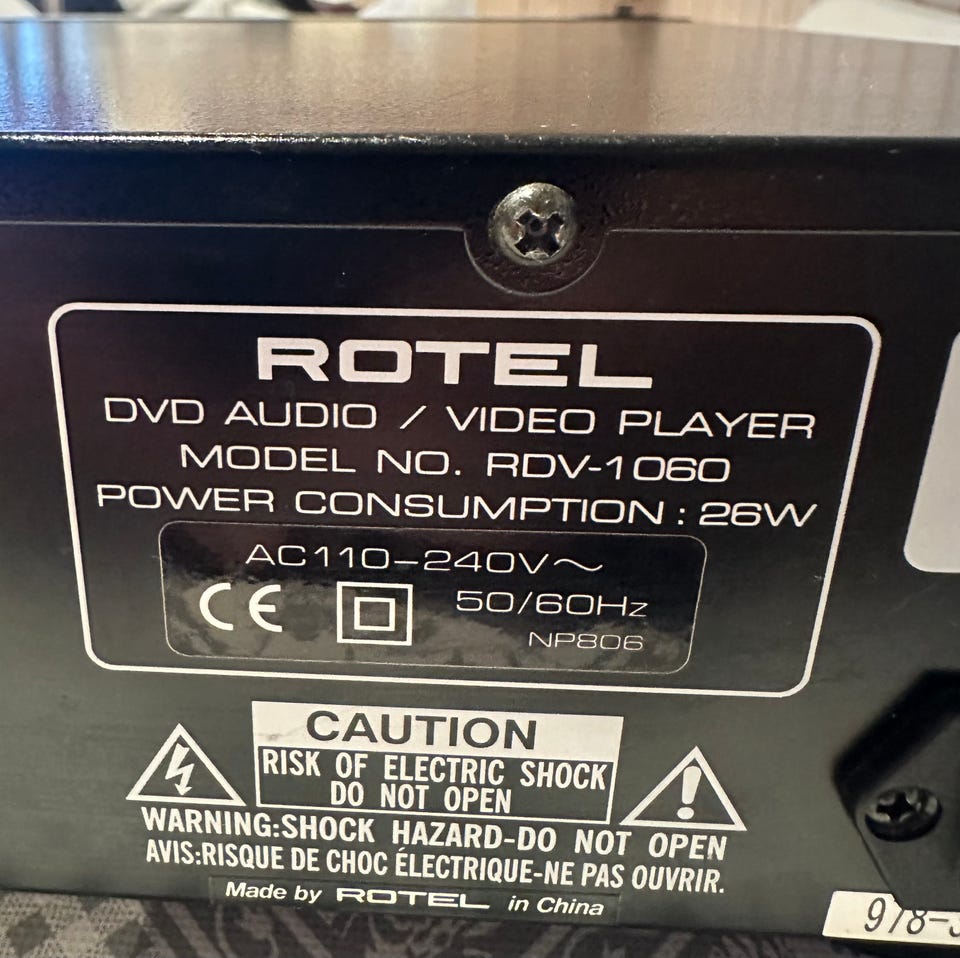 ROTEL
DVD AUDIO / VIDEO PLAYER
MODEL NO. RDV-1060
POWER CONSUMPTION : 26W
AC110-240V～
CE 50/60Hz
NP806
CAUTION
RISK OF ELECTRIC SHOCK
DO NOT OPEN
WARNING:SHOCK HAZARD-DO NOT OPEN
AVIS:RISQUE DE CHOC ÉLECTRIQUE-NE PAS OUVRIR.
Made by ROTEL in China